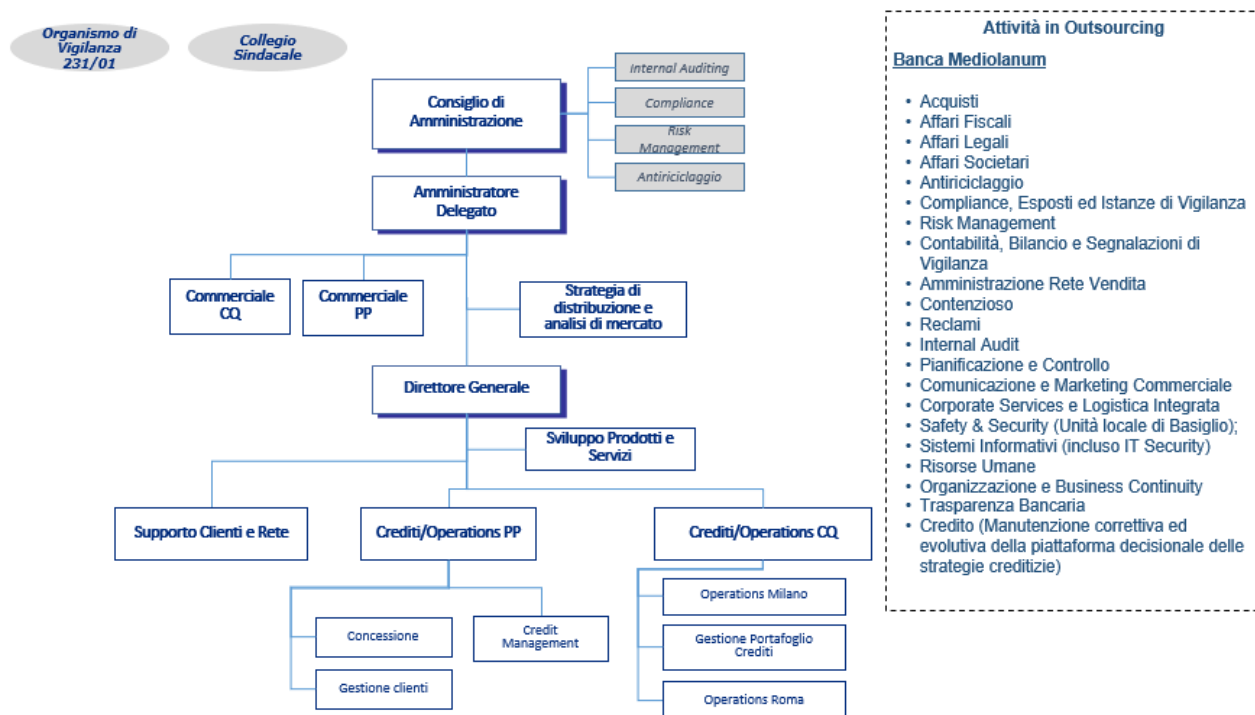 Organismo di
Vigilanza
231/01
Collegio
Sindacale
Consiglio di
Amministrazione
Internal Auditing
Compliance
Risk
Management
Antiriciclaggio
Amministratore
Delegato
Commerciale
CQ
Commerciale
PP
Strategia di
distribuzione e
analisi di mercato
Direttore Generale
Sviluppo Prodotti e
Servizi
Supporto Clienti e Rete
Crediti/Operations PP
Crediti/Operations CQ
Concessione
Gestione clienti
Credit
Management
Operations Milano
Gestione Portafoglio
Crediti
Operations Roma
Attività in Outsourcing
Banca Mediolanum
• Acquisti
• Affari Fiscali
• Affari Legali
• Affari Societari
• Antiriciclaggio
• Compliance, Esposti ed Istanze di Vigilanza
• Risk Management
• Contabilità, Bilancio e Segnalazioni di
Vigilanza
• Amministrazione Rete Vendita
• Contenzioso
• Reclami
• Internal Audit
• Pianificazione e Controllo
• Comunicazione e Marketing Commerciale
• Corporate Services e Logistica Integrata
• Safety & Security (Unità locale di Basiglio);
• Sistemi Informativi (incluso IT Security)
• Risorse Umane
• Organizzazione e Business Continuity
• Trasparenza Bancaria
• Credito (Manutenzione correttiva ed
evolutiva della piattaforma decisionale delle
strategie creditizie)